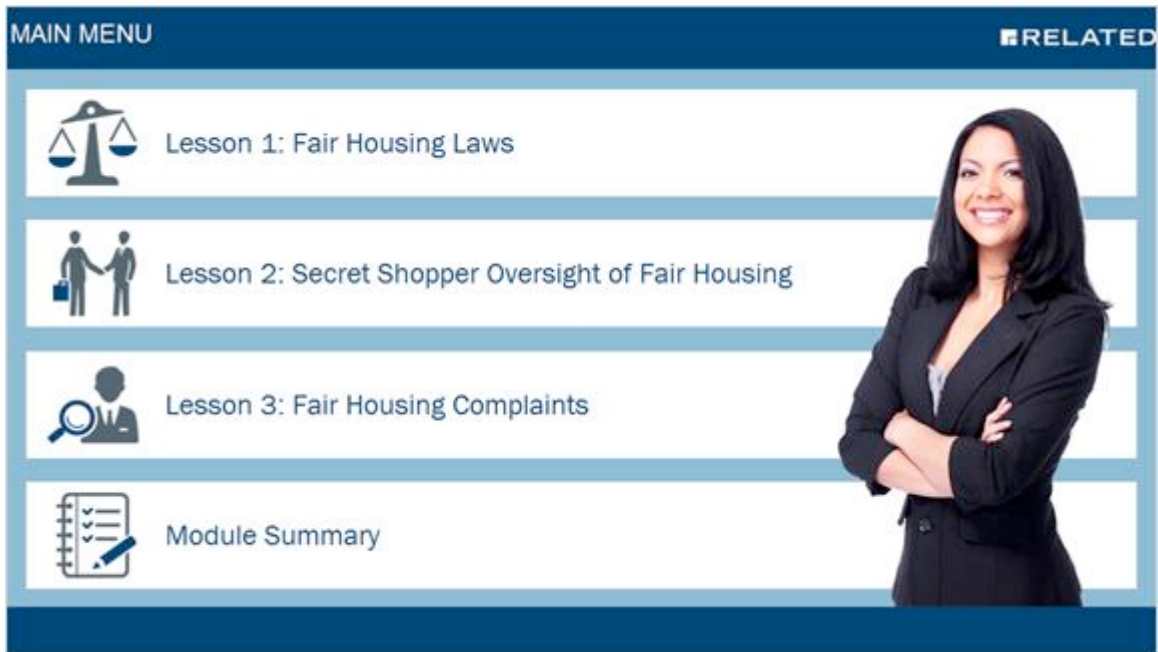 MAIN MENU
RELATED
Lesson 1: Fair Housing Laws
Lesson 2: Secret Shopper Oversight of Fair Housing
Lesson 3: Fair Housing Complaints
Module Summary